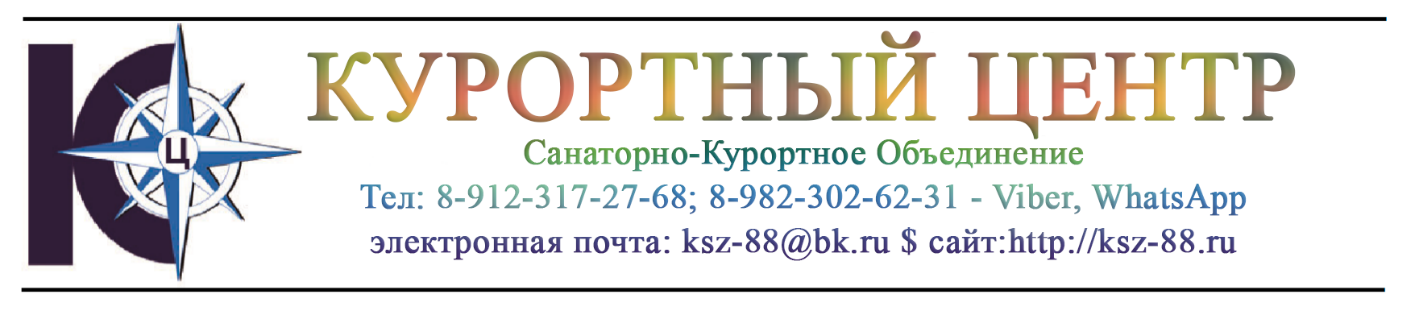 К
Ц
КУРОРТНЫЙ ЦЕНТР
Санаторно-Курортное Объединение
Тел: 8-912-317-27-68; 8-982-302-62-31 - Viber, WhatsApp
электронная почта: ksz-88@bk.ru $ сайт:http://ksz-88.ru